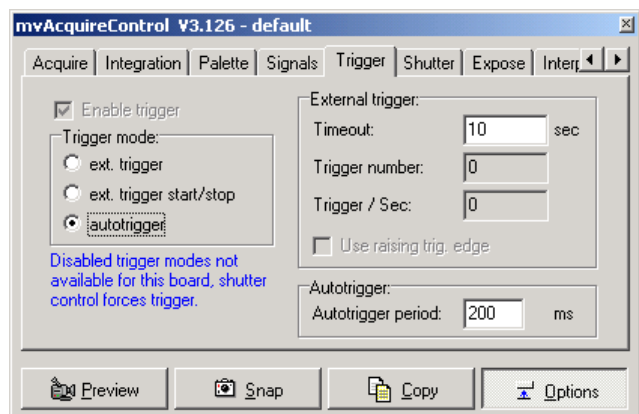 mvAcquireControl V3.126 - default
Acquire Integration Palette Signals Trigger Shutter Expose
Enable trigger
Trigger mode:
ext. trigger
ext. trigger start/stop
autotrigger
Disabled trigger modes not
available for this board, shutter
control forces trigger.
External trigger:
Timeout: 10 sec
Trigger number: 0
Trigger / Sec: 0
Use raising trig. edge
Autotrigger:
Autotrigger period: 200 ms
Preview Snap Copy Options